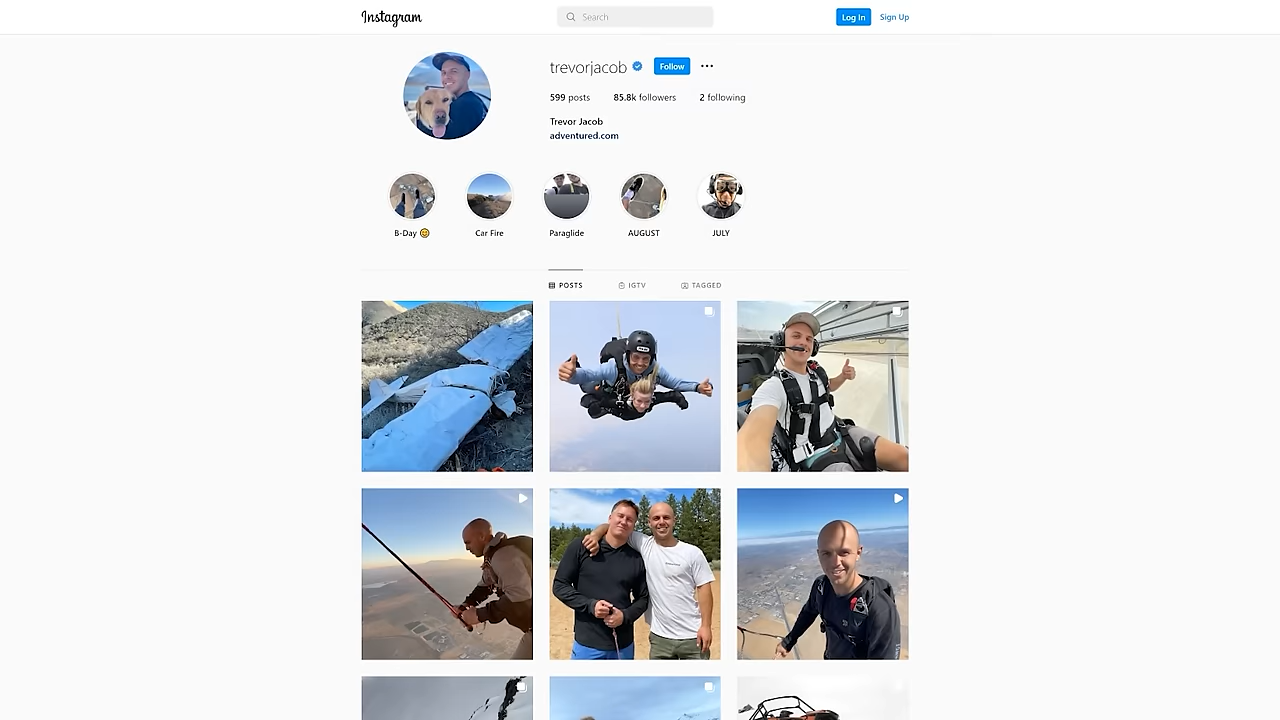 Instagram
Search
Log In
Sign Up
trevorjacob
Follow
599 posts
85.8k followers
2 following
Trevor Jacob
adventured.com
B-Day 😊
Car Fire
Paraglide
AUGUST
JULY
POSTS
IGTV
TAGGED